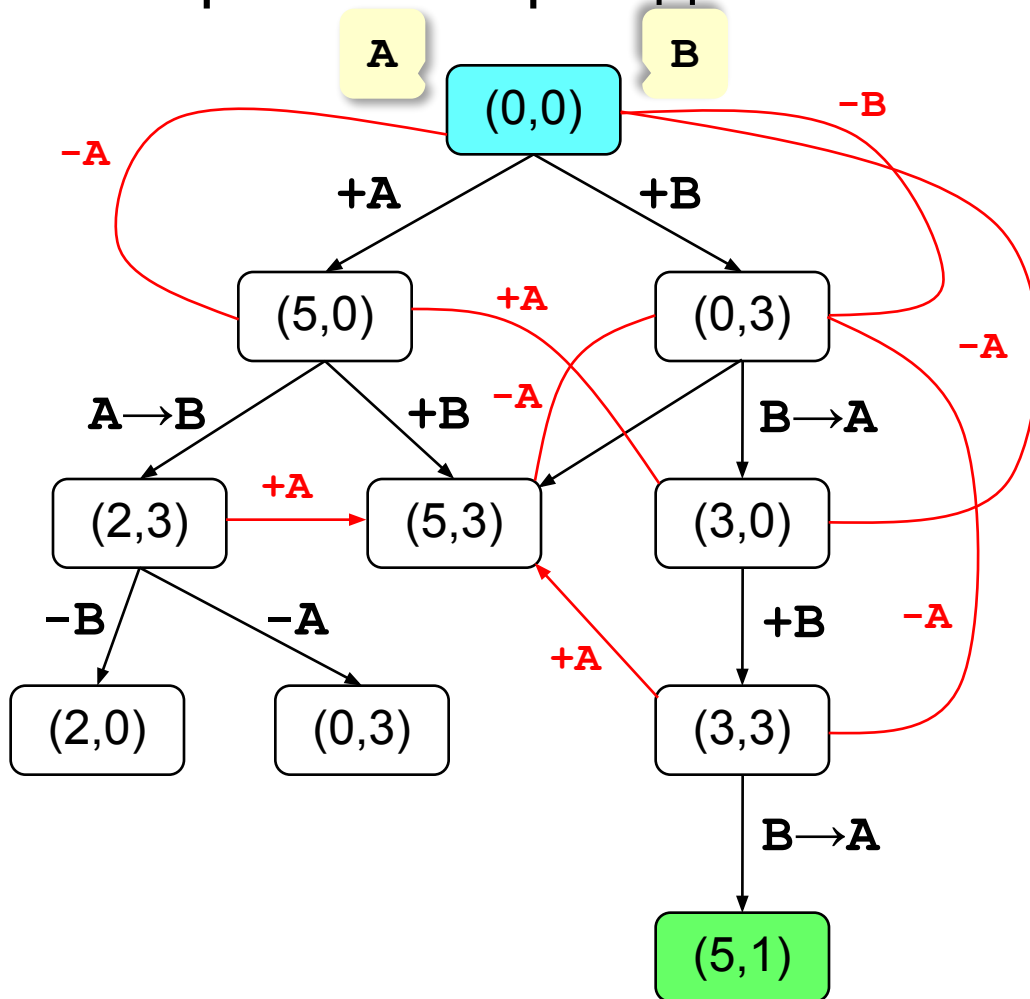 A B
(0,0)
-B
-A
+A +B
(5,0) +A (0,3)
-A
A→B +B -A B→A
(2,3) +A (5,3) (3,0)
-B -A +B -A
+A
(2,0) (0,3) (3,3)
B→A
(5,1)